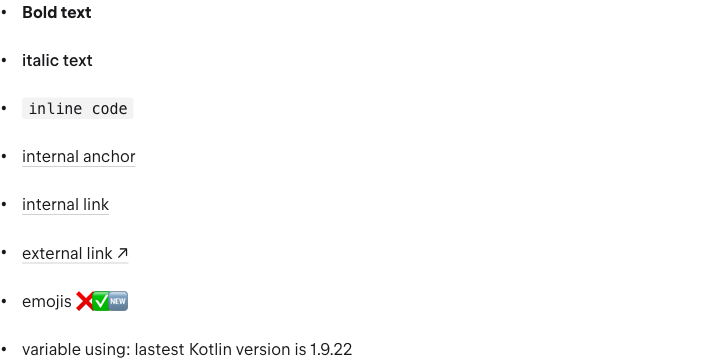 • Bold text
• italic text
• inline code
• internal anchor
• internal link
• external link ↗
• emojis ❌✅🆕
• variable using: lastest Kotlin version is 1.9.22